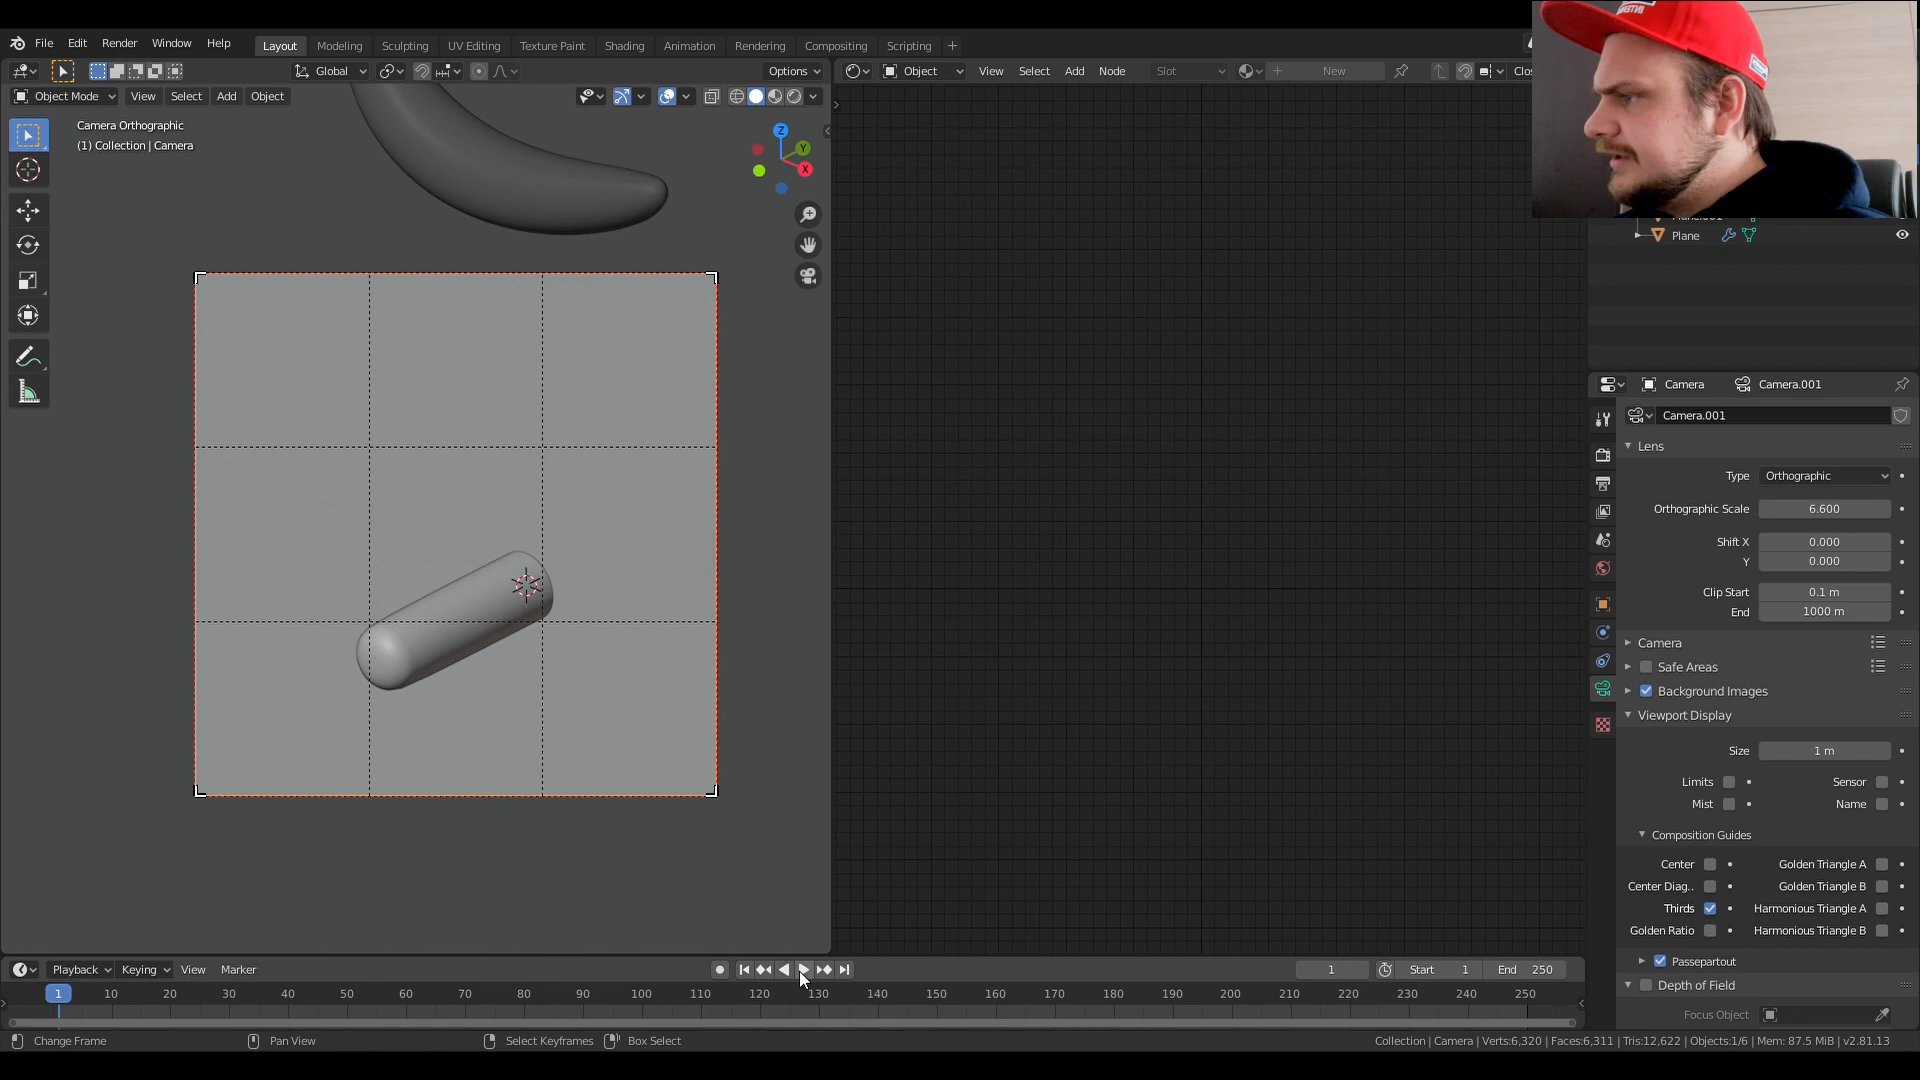 File Edit Render Window Help Layout Modeling Sculpting UV Editing Texture Paint Shading Animation Rendering Compositing Scripting +
Global Options Object View Select Add Node Slot New Clos
Object Mode View Select Add Object
Camera Orthographic
(1) Collection | Camera
Z
Y
X
Plane
Camera Camera.001
Camera.001
Lens
Type Orthographic
Orthographic Scale 6.600
Shift X 0.000
Y 0.000
Clip Start 0.1 m
End 1000 m
Camera
Safe Areas
Background Images
Viewport Display
Size 1 m
Limits Sensor
Mist Name
Composition Guides
Center Golden Triangle A
Center Diag.. Golden Triangle B
Thirds Harmonious Triangle A
Golden Ratio Harmonious Triangle B
Passepartout
Depth of Field
Focus Object
Playback Keying View Marker 1 Start 1 End 250
1 10 20 30 40 50 60 70 80 90 100 110 120 130 140 150 160 170 180 190 200 210 220 230 240 250
Change Frame Pan View Select Keyframes Box Select Collection | Camera | Verts:6,320 | Faces:6,311 | Tris:12,622 | Objects:1/6 | Mem: 87.5 MiB | v2.81.13